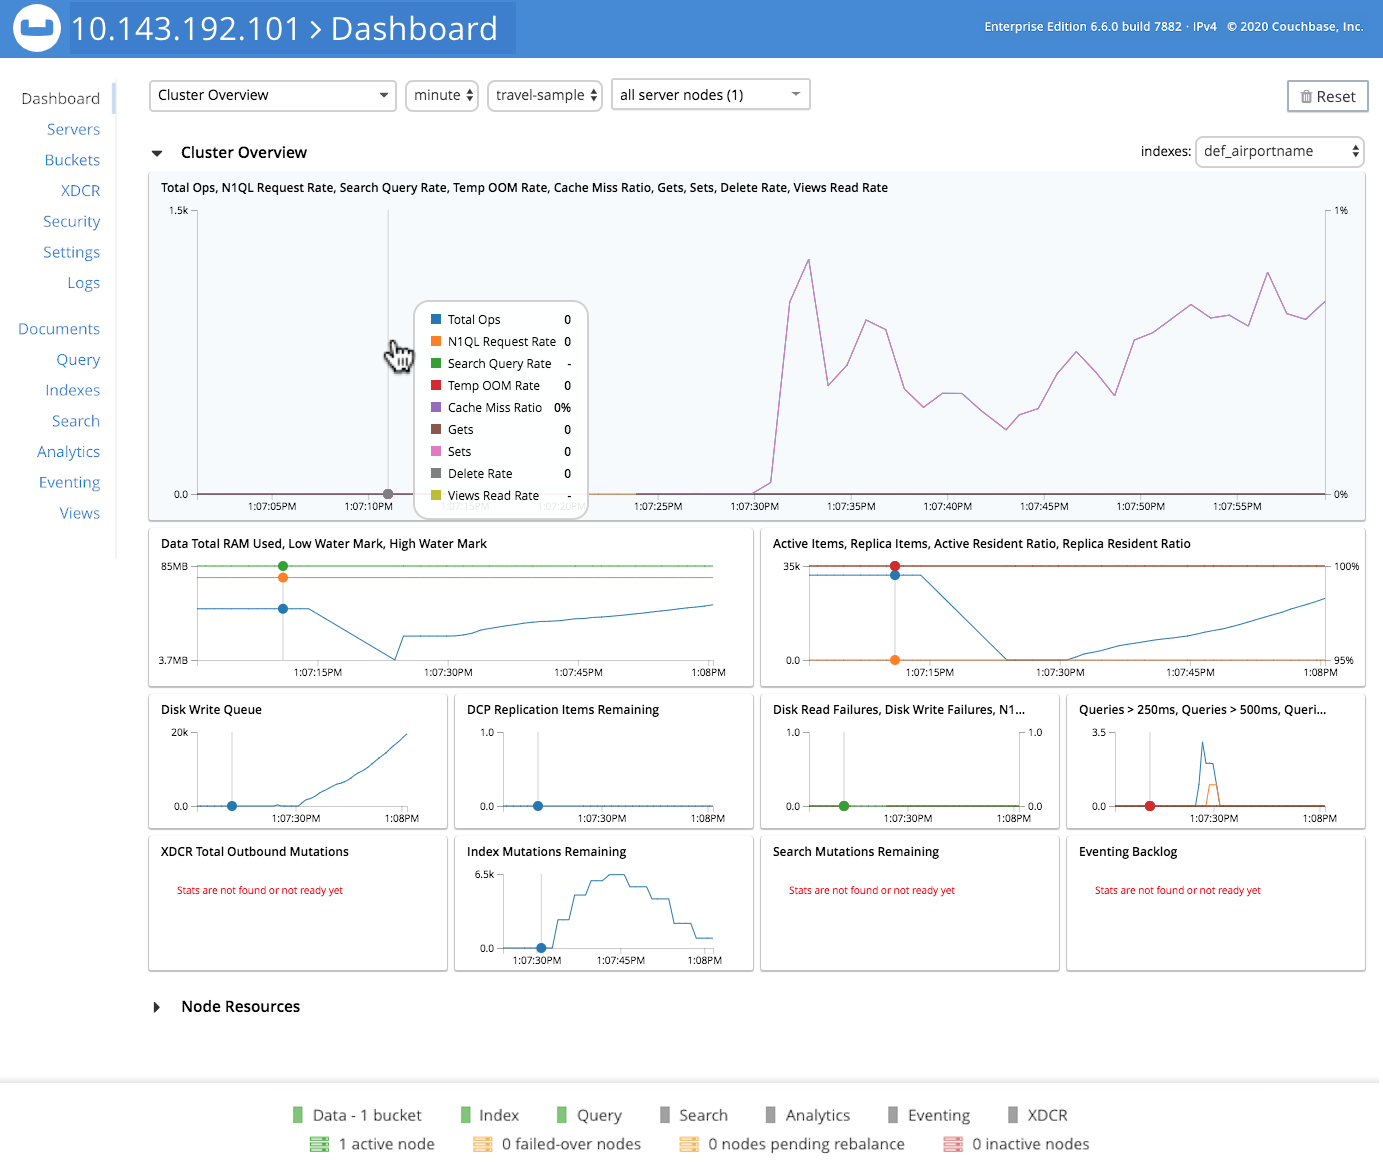 10.143.192.101 > Dashboard
Enterprise Edition 6.6.0 build 7882 · IPv4 © 2020 Couchbase, Inc.
Dashboard
Servers
Buckets
XDCR
Security
Settings
Logs
Documents
Query
Indexes
Search
Analytics
Eventing
Views
Cluster Overview minute travel-sample all server nodes (1) Reset
Cluster Overview indexes: def_airportname
Total Ops, N1QL Request Rate, Search Query Rate, Temp OOM Rate, Cache Miss Ratio, Gets, Sets, Delete Rate, Views Read Rate
1.5k 1%
Total Ops 0
N1QL Request Rate 0
Search Query Rate -
Temp OOM Rate 0
Cache Miss Ratio 0%
Gets 0
Sets 0
Delete Rate 0
Views Read Rate -
0.0 0%
1:07:05PM 1:07:10PM 1:07:15PM 1:07:20PM 1:07:25PM 1:07:30PM 1:07:35PM 1:07:40PM 1:07:45PM 1:07:50PM 1:07:55PM
Data Total RAM Used, Low Water Mark, High Water Mark
85MB
3.7MB
1:07:15PM 1:07:30PM 1:07:45PM 1:08PM
Active Items, Replica Items, Active Resident Ratio, Replica Resident Ratio
35k 100%
0.0 95%
1:07:15PM 1:07:30PM 1:07:45PM 1:08PM
Disk Write Queue
20k
0.0
1:07:30PM 1:08PM
DCP Replication Items Remaining
1.0
0.0
1:07:30PM 1:08PM
Disk Read Failures, Disk Write Failures, N1...
1.0 1.0
0.0 0.0
1:07:30PM 1:08PM
Queries > 250ms, Queries > 500ms, Queri...
3.5
0.0
1:07:30PM 1:08PM
XDCR Total Outbound Mutations
Stats are not found or not ready yet
Index Mutations Remaining
6.5k
0.0
1:07:30PM 1:07:45PM 1:08PM
Search Mutations Remaining
Stats are not found or not ready yet
Eventing Backlog
Stats are not found or not ready yet
Node Resources
Data - 1 bucket Index Query Search Analytics Eventing XDCR
1 active node 0 failed-over nodes 0 nodes pending rebalance 0 inactive nodes